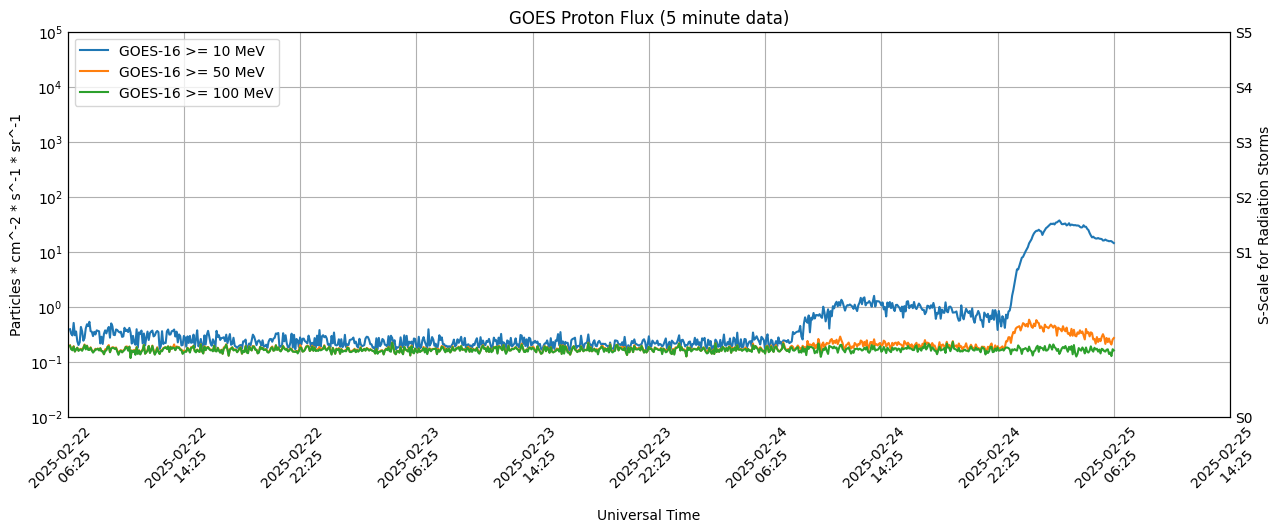 GOES Proton Flux (5 minute data)
GOES-16 >= 10 MeV
GOES-16 >= 50 MeV
GOES-16 >= 100 MeV
Particles * cm^-2 * s^-1 * sr^-1
10^5
10^4
10^3
10^2
10^1
10^0
10^-1
10^-2
S5
S4
S3
S2
S1
S0
S-Scale for Radiation Storms
2025-02-22
06:25
2025-02-22
14:25
2025-02-22
22:25
2025-02-23
06:25
2025-02-23
14:25
2025-02-23
22:25
2025-02-24
06:25
2025-02-24
14:25
2025-02-24
22:25
2025-02-25
06:25
2025-02-25
14:25
Universal Time